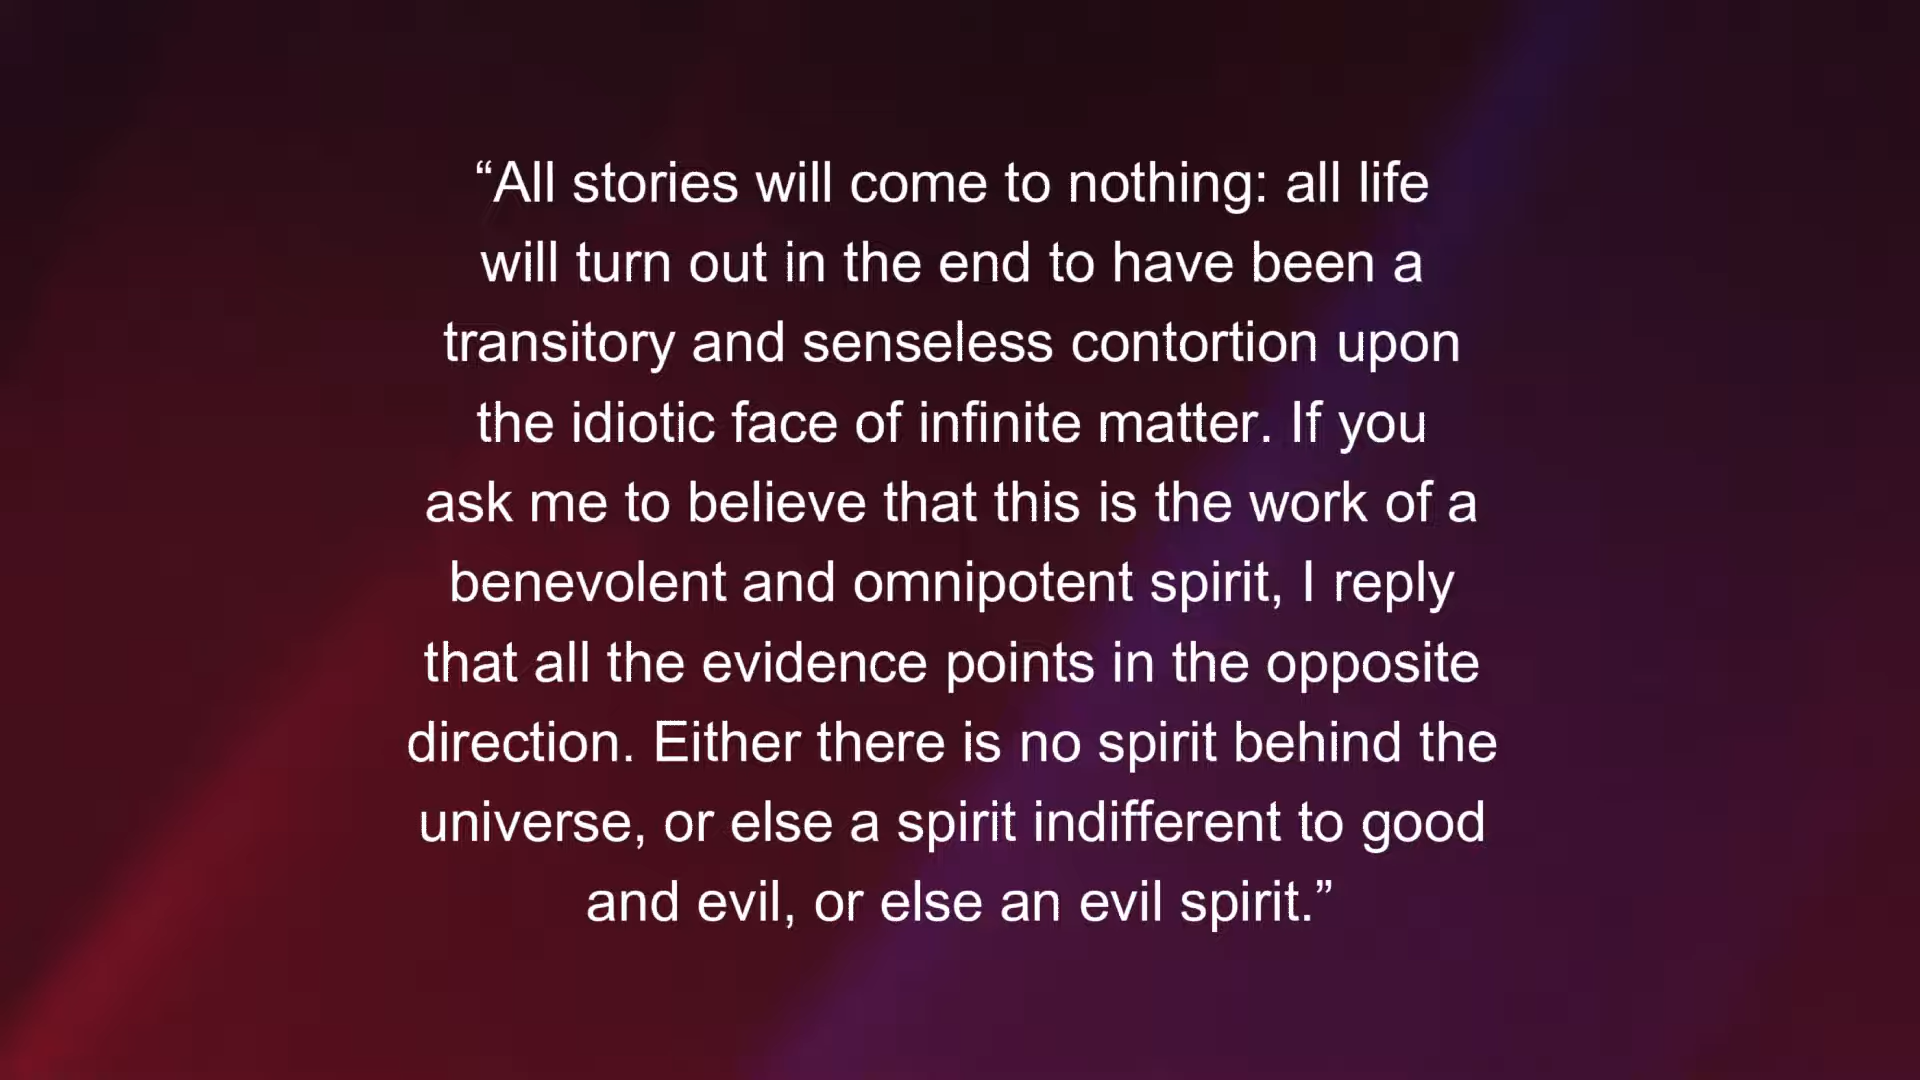 “All stories will come to nothing: all life
will turn out in the end to have been a
transitory and senseless contortion upon
the idiotic face of infinite matter. If you
ask me to believe that this is the work of a
benevolent and omnipotent spirit, I reply
that all the evidence points in the opposite
direction. Either there is no spirit behind the
universe, or else a spirit indifferent to good
and evil, or else an evil spirit.”